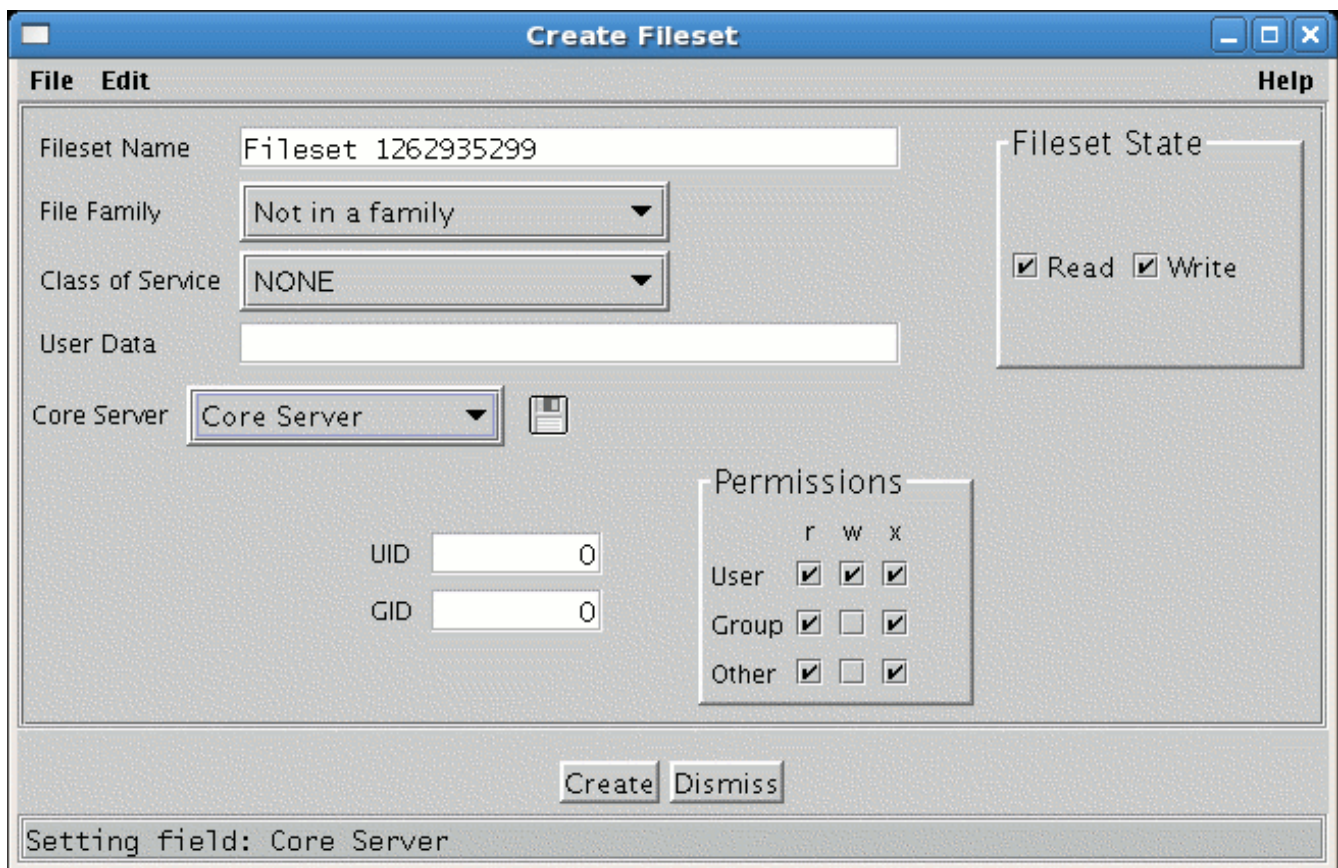 Create Fileset
File Edit Help
Fileset Name Fileset 1262935299
Fileset State
File Family Not in a family
Read Write
Class of Service NONE
User Data
Core Server Core Server
Permissions
r w x
UID 0
User
GID 0
Group
Other
Create Dismiss
Setting field: Core Server